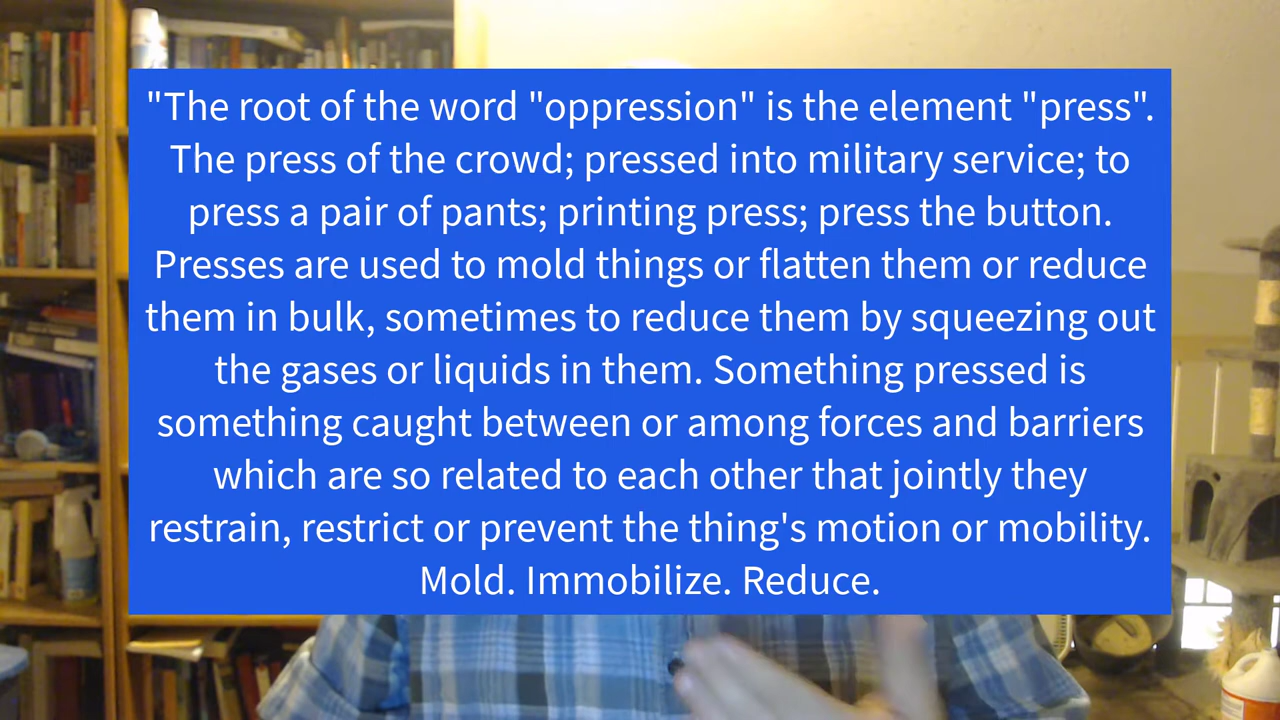 "The root of the word "oppression" is the element "press".
The press of the crowd; pressed into military service; to
press a pair of pants; printing press; press the button.
Presses are used to mold things or flatten them or reduce
them in bulk, sometimes to reduce them by squeezing out
the gases or liquids in them. Something pressed is
something caught between or among forces and barriers
which are so related to each other that jointly they
restrain, restrict or prevent the thing's motion or mobility.
Mold. Immobilize. Reduce.